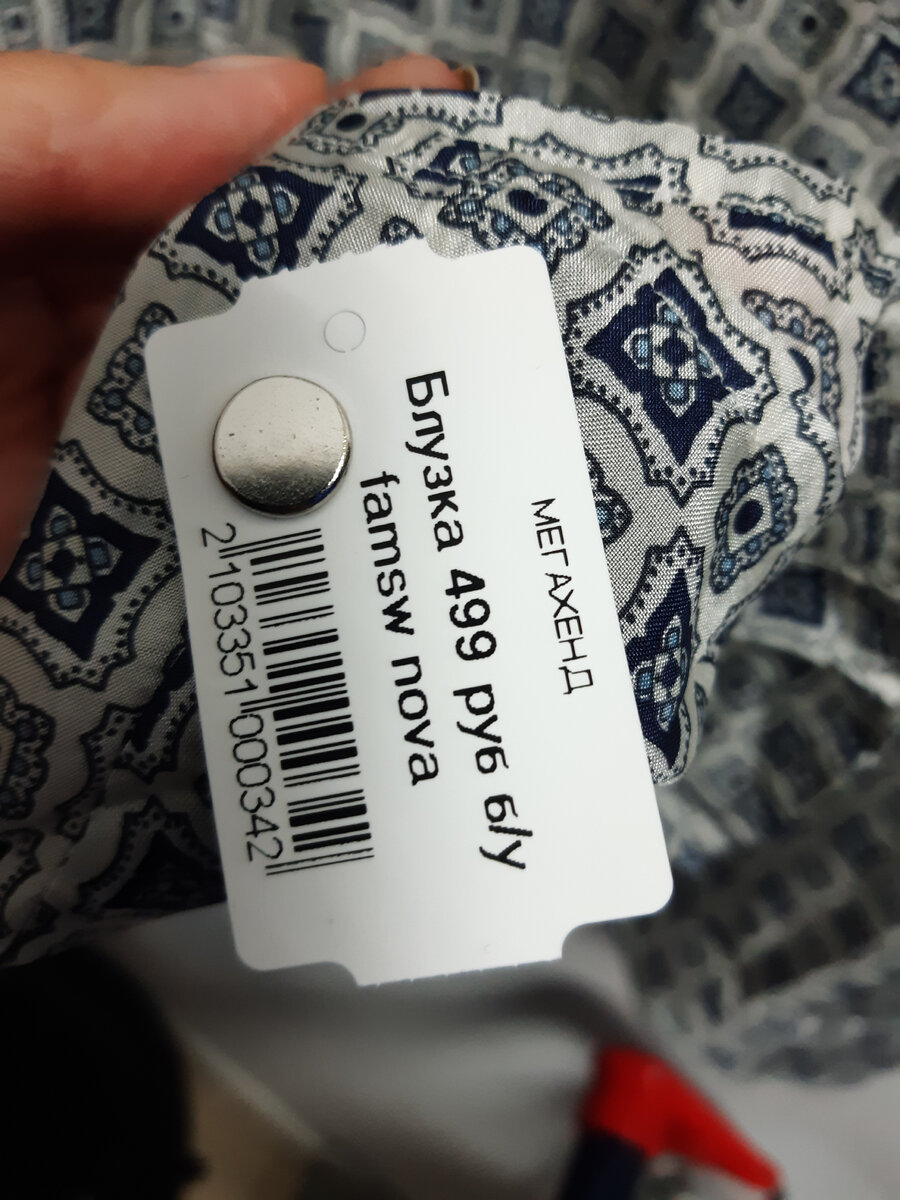 МЕГАХЕНД
Блузка 499 руб б/у
famsw nova
2103351000342